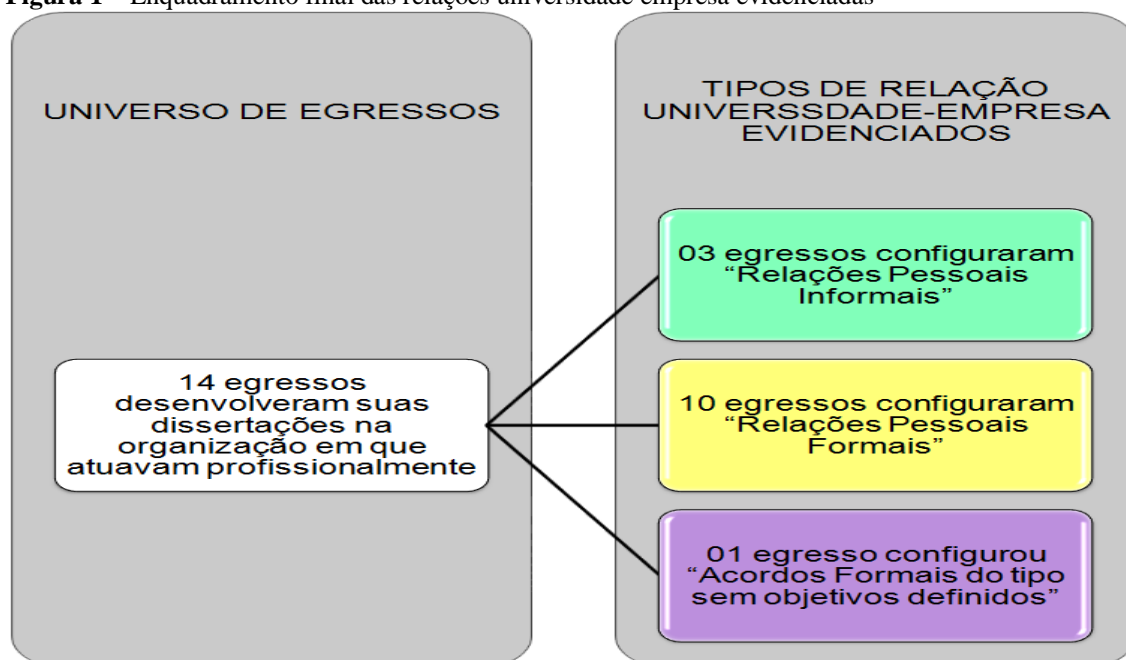 Figura 1 – Enquadramento final das relações universidade empresa evidenciadas
UNIVERSO DE EGRESSOS
14 egressos
desenvolveram suas
dissertações na
organização em que
atuavam profissionalmente
TIPOS DE RELAÇÃO
UNIVERSSDADE-EMPRESA
EVIDENCIADOS
03 egressos configuraram
“Relações Pessoais
Informais”
10 egressos configuraram
“Relações Pessoais
Formais”
01 egresso configurou
“Acordos Formais do tipo
sem objetivos definidos”